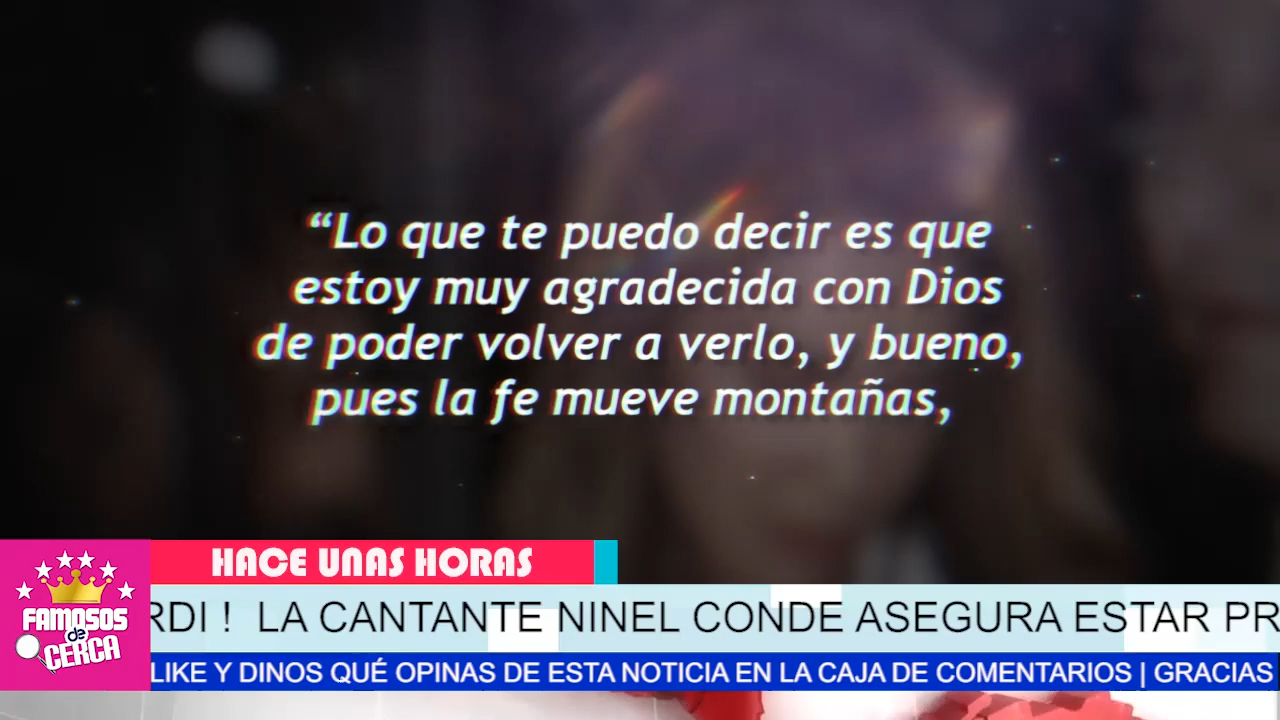 “Lo que te puedo decir es que
estoy muy agradecida con Dios
de poder volver a verlo, y bueno,
pues la fe mueve montañas,
HACE UNAS HORAS
FAMOSOS
de
CERCA
RDI ! LA CANTANTE NINEL CONDE ASEGURA ESTAR PR
LIKE Y DINOS QUÉ OPINAS DE ESTA NOTICIA EN LA CAJA DE COMENTARIOS | GRACIAS